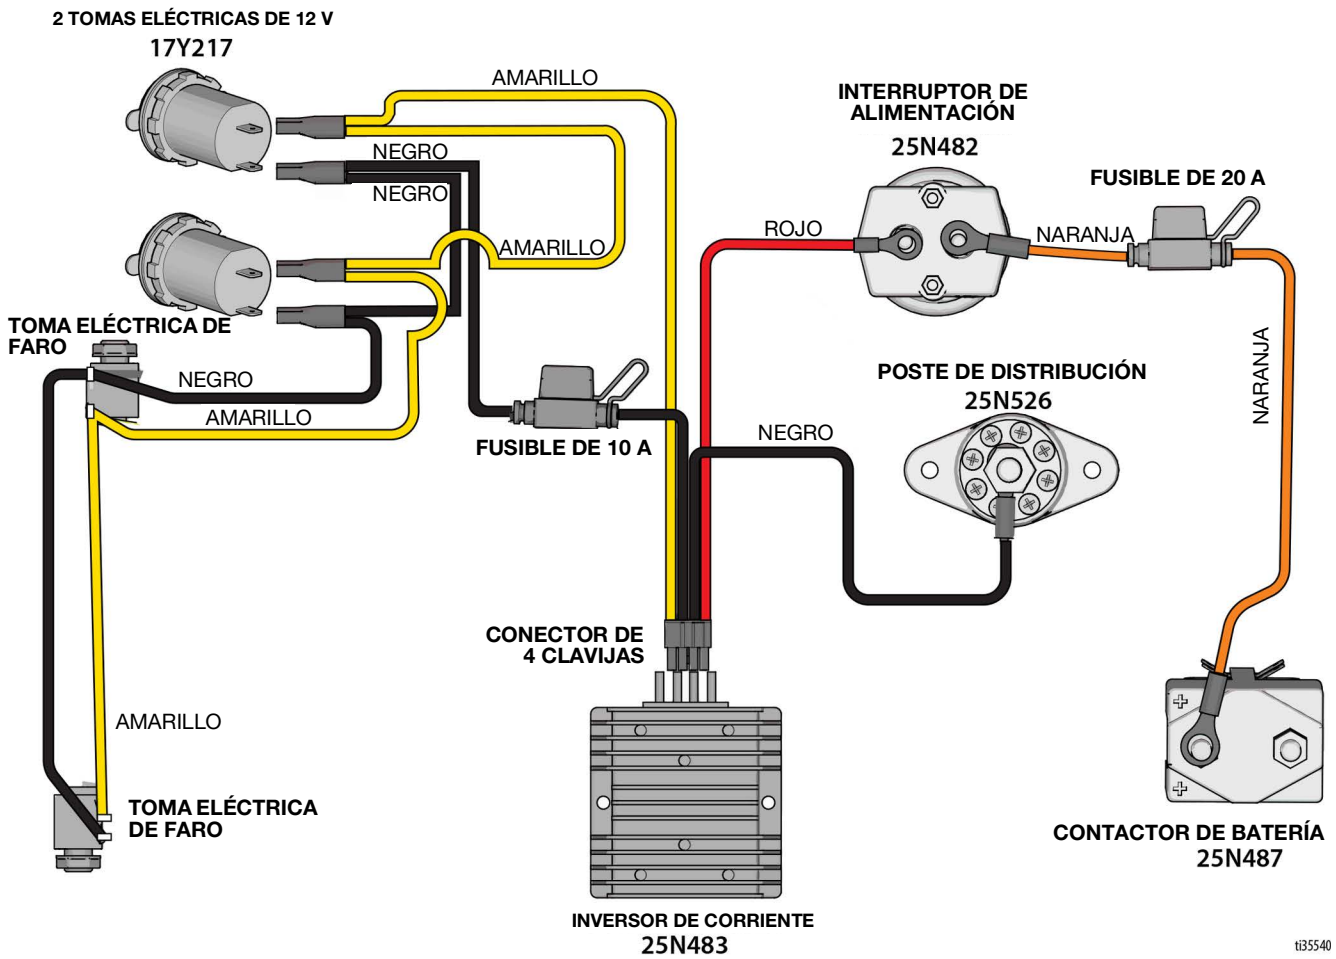 2 TOMAS ELÉCTRICAS DE 12 V
17Y217
AMARILLO
NEGRO
NEGRO
AMARILLO
TOMA ELÉCTRICA DE
FARO
NEGRO
AMARILLO
AMARILLO
TOMA ELÉCTRICA
DE FARO
FUSIBLE DE 10 A
INTERRUPTOR DE
ALIMENTACIÓN
25N482
ROJO
NARANJA
FUSIBLE DE 20 A
NARANJA
POSTE DE DISTRIBUCIÓN
25N526
NEGRO
CONECTOR DE
4 CLAVIJAS
INVERSOR DE CORRIENTE
25N483
CONTACTOR DE BATERÍA
25N487
ti35540